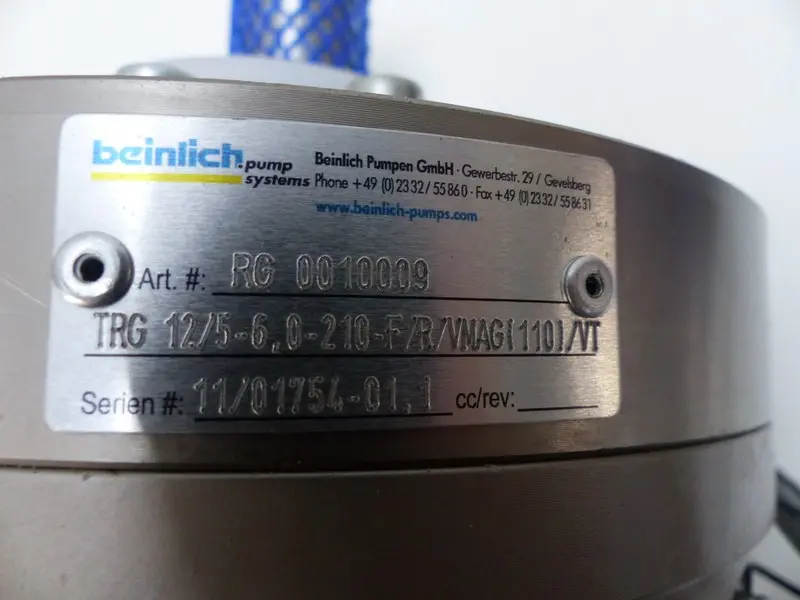 beinlich.pump systems
Beinlich Pumpen GmbH · Gewerbestr. 29 / Gevelsberg
Phone +49 (0) 23 32 / 55 86 0 · Fax +49 (0) 23 32 / 55 86 31
www.beinlich-pumps.com
Art. #: RG 0010009
TRG 12/5-6,0-210-F/R/VMAG(110)/VT
Serien #: 11/01754-01.1 cc/rev: